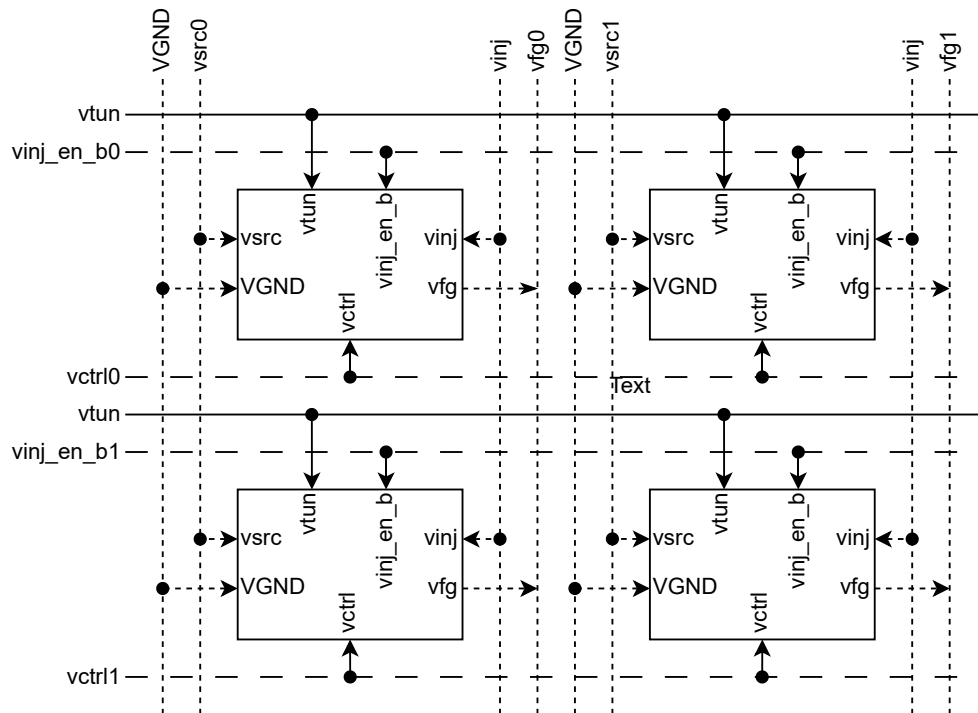 VGND
vsrc0
vinj
vfg0
VGND
vsrc1
vinj
vfg1
vtun
vinj_en_b0
vtun
vinj_en_b
vsrc
vinj
VGND
vfg
vctrl
vtun
vinj_en_b
vsrc
vinj
VGND
vfg
vctrl
vctrl0
Text
vtun
vinj_en_b1
vtun
vinj_en_b
vsrc
vinj
VGND
vfg
vctrl
vtun
vinj_en_b
vsrc
vinj
VGND
vfg
vctrl
vctrl1